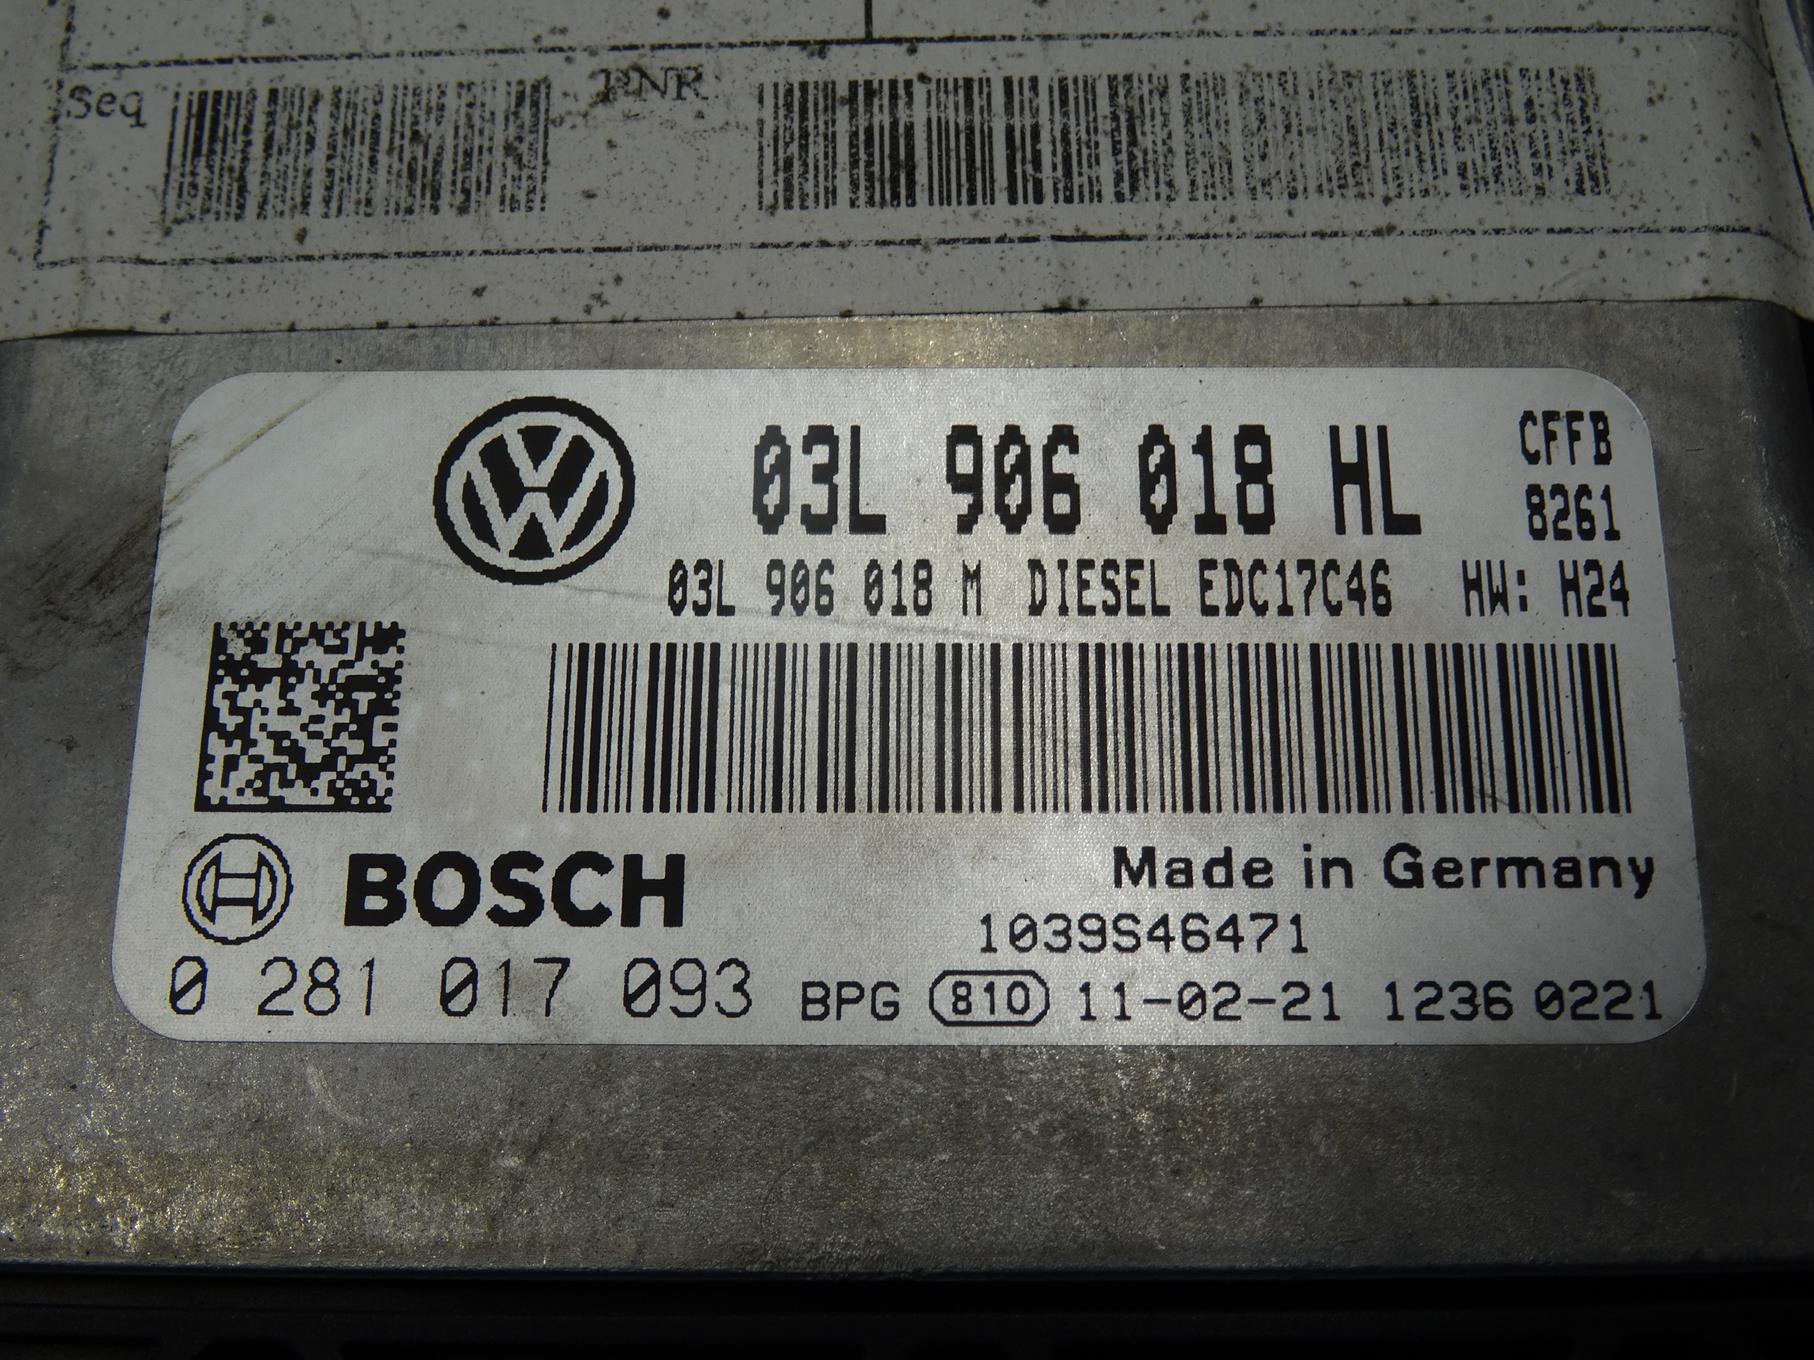 Seq PNR
03L 906 018 HL CFFB
8261
03L 906 018 M DIESEL EDC17C46 HW: H24
BOSCH Made in Germany
1039S46471
0 281 017 093 BPG 810 11-02-21 1236 0221